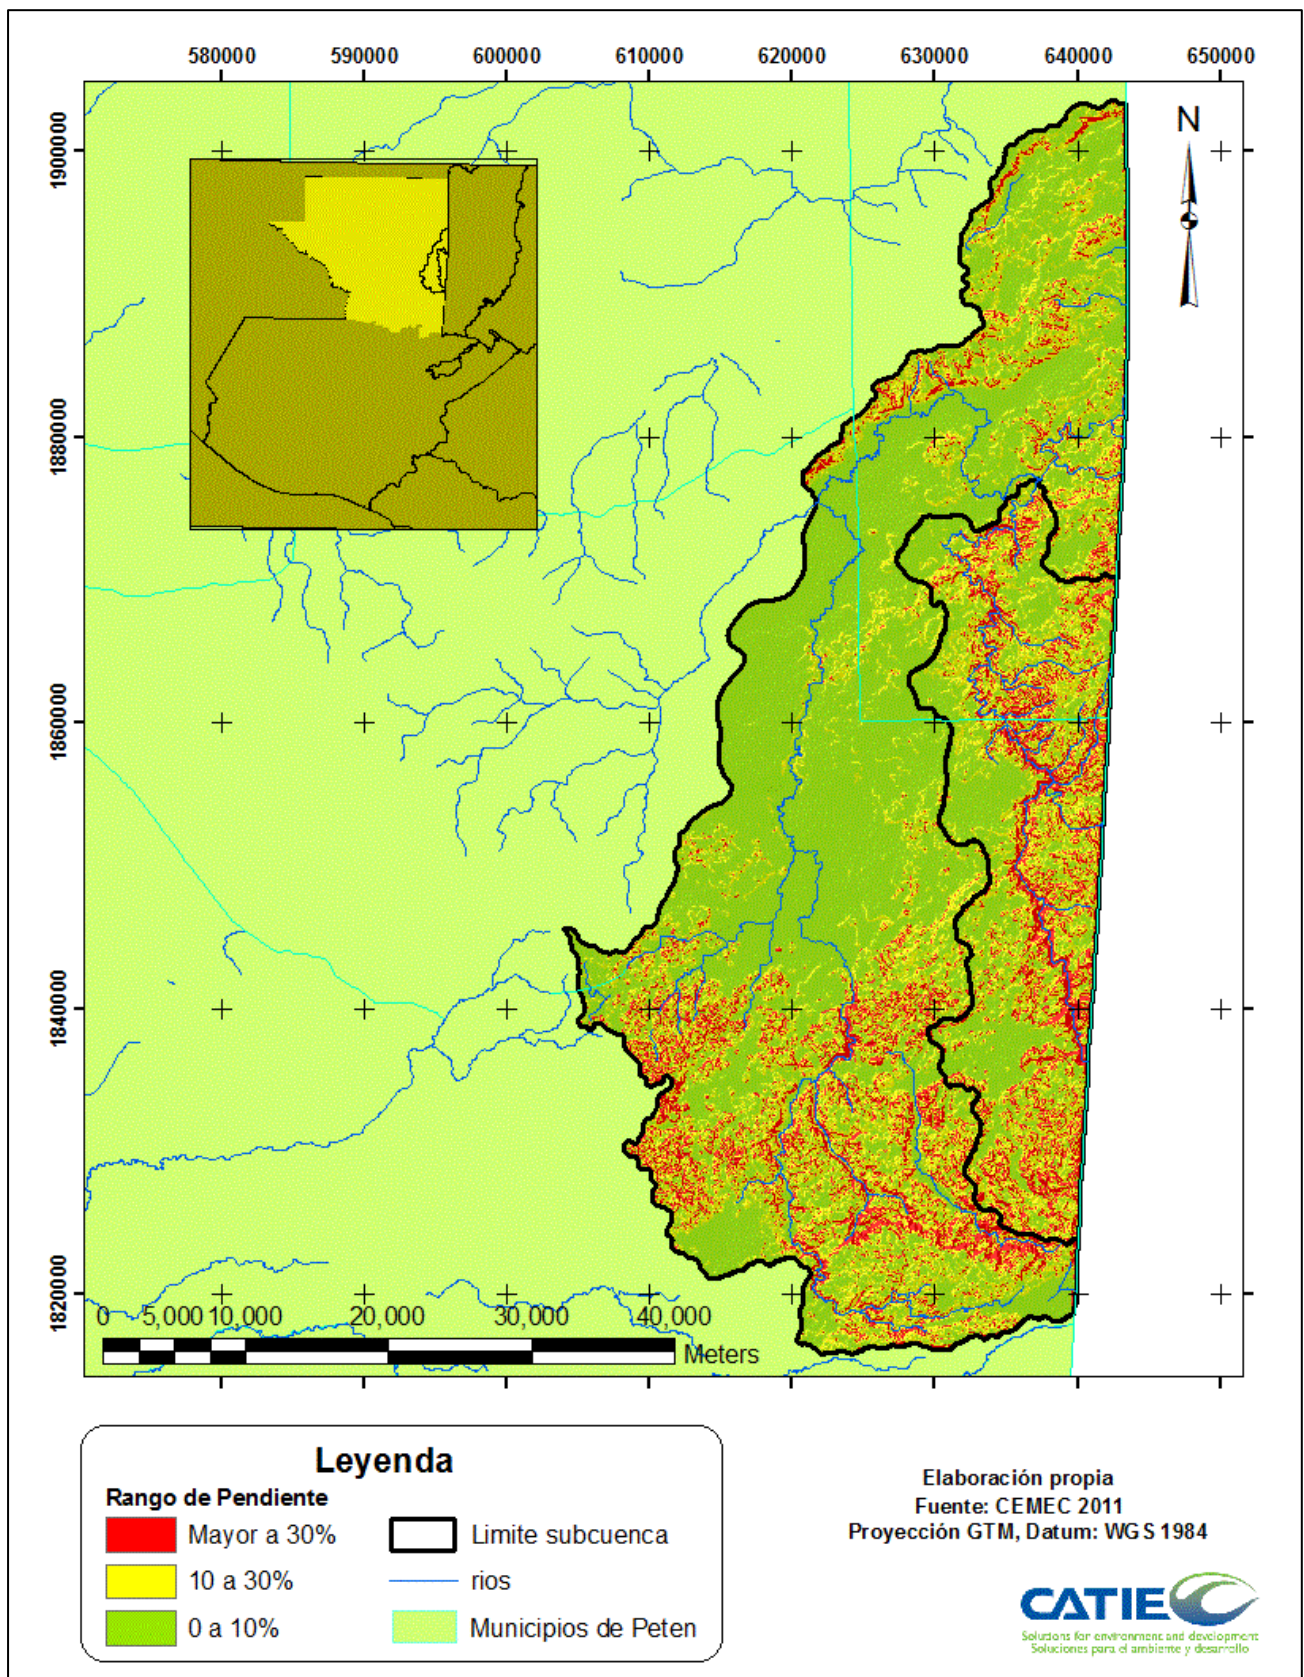 580000 590000 600000 610000 620000 630000 640000 650000
1900000
1880000
1860000
1840000
1820000
N
0 5,000 10,000 20,000 30,000 40,000
Meters
Leyenda
Rango de Pendiente
Mayor a 30%
10 a 30%
0 a 10%
Limite subcuenca
rios
Municipios de Peten
Elaboración propia
Fuente: CEMEC 2011
Proyección GTM, Datum: WGS 1984
CATIE
Solutions for environment and development
Soluciones para el ambiente y desarrollo